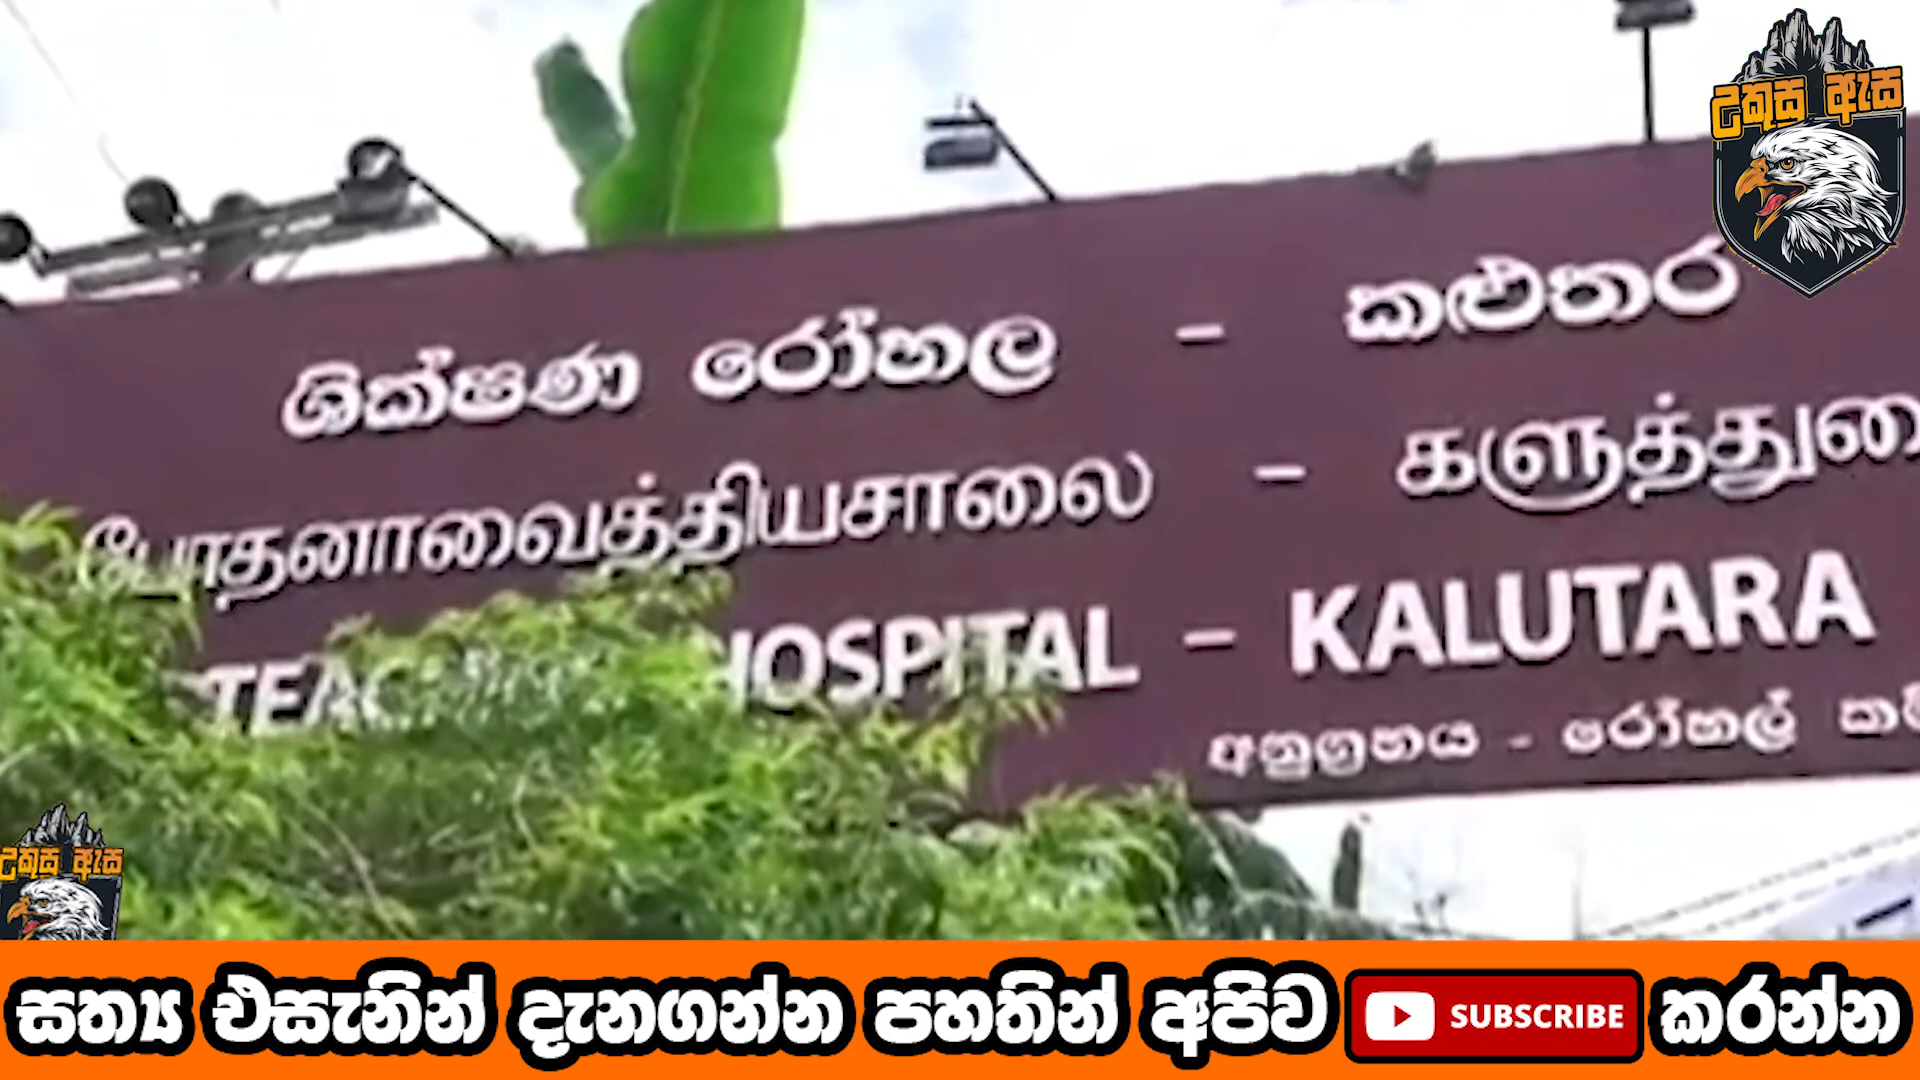 උකුසු ඇස
ශික්ෂණ රෝහල - කළුතර
போதனாவைத்தியசாலை - களுத்துறை
HOSPITAL - KALUTARA
අනුග්‍රහය - රෝහල්
උකුසු ඇස
සත්‍ය එසැනින් දැනගන්න පහතින් අපිව SUBSCRIBE කරන්න